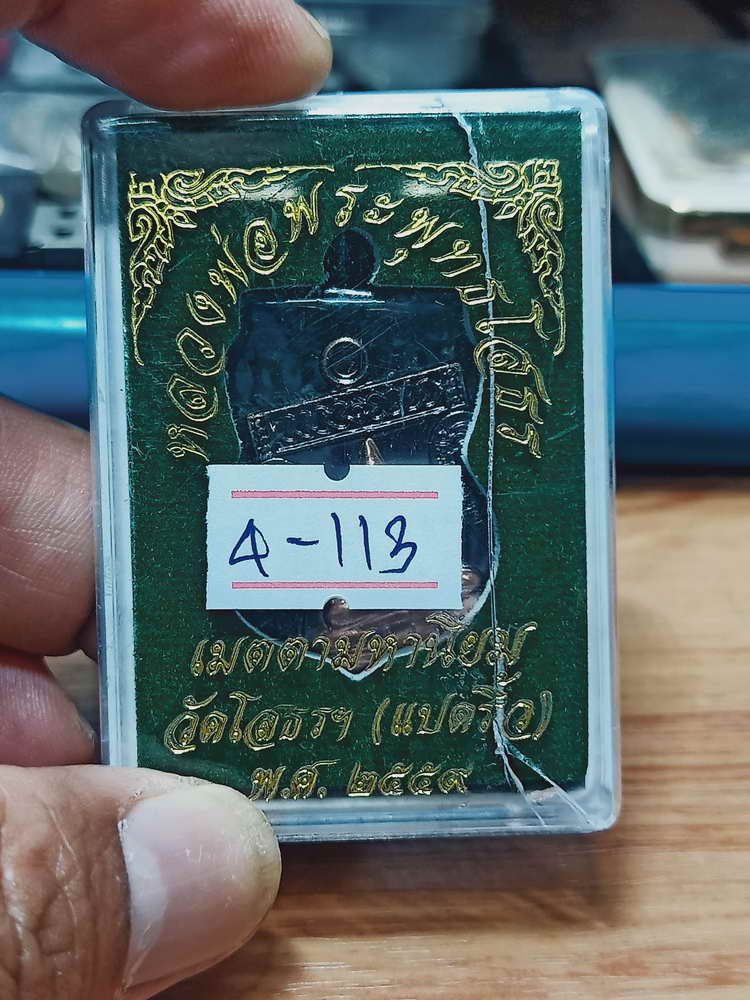 หลวงพ่อพระพุทธโสธร
4-113
เมตตามหานิยม
วัดโสธรฯ (แปดริ้ว)
พ.ศ. ๒๕๕๙